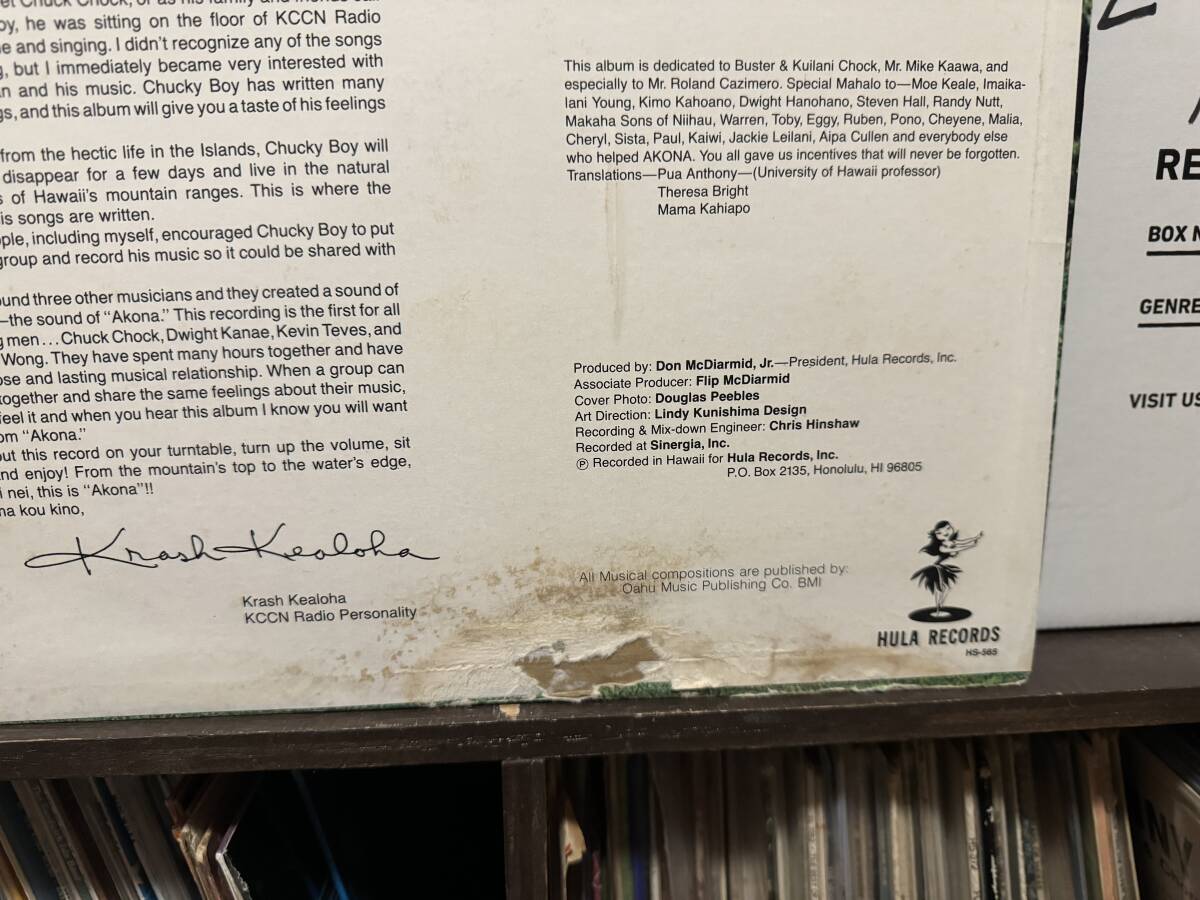 et Chuck Chock, or as his family and friends call
oy, he was sitting on the floor of KCCN Radio
e and singing. I didn't recognize any of the songs
g, but I immediately became very interested with
n and his music. Chucky Boy has written many
gs, and this album will give you a taste of his feelings
from the hectic life in the Islands, Chucky Boy will
disappear for a few days and live in the natural
s of Hawaii's mountain ranges. This is where the
is songs are written.
ople, including myself, encouraged Chucky Boy to put
group and record his music so it could be shared with
ound three other musicians and they created a sound of
—the sound of "Akona." This recording is the first for all
g men...Chuck Chock, Dwight Kanae, Kevin Teves, and
Wong. They have spent many hours together and have
ose and lasting musical relationship. When a group can
together and share the same feelings about their music,
feel it and when you hear this album I know you will want
om "Akona."
out this record on your turntable, turn up the volume, sit
nd enjoy! From the mountain's top to the water's edge,
i nei, this is "Akona"!!
na kou kino,
Krash Kealoha
Krash Kealoha
KCCN Radio Personality
This album is dedicated to Buster & Kuilani Chock, Mr. Mike Kaawa, and
especially to Mr. Roland Cazimero. Special Mahalo to—Moe Keale, Imaika-
lani Young, Kimo Kahoano, Dwight Hanohano, Steven Hall, Randy Nutt,
Makaha Sons of Niihau, Warren, Toby, Eggy, Ruben, Pono, Cheyene, Malia,
Cheryl, Sista, Paul, Kaiwi, Jackie Leilani, Aipa Cullen and everybody else
who helped AKONA. You all gave us incentives that will never be forgotten.
Translations—Pua Anthony—(University of Hawaii professor)
Theresa Bright
Mama Kahiapo
Produced by: Don McDiarmid, Jr.—President, Hula Records, Inc.
Associate Producer: Flip McDiarmid
Cover Photo: Douglas Peebles
Art Direction: Lindy Kunishima Design
Recording & Mix-down Engineer: Chris Hinshaw
Recorded at Sinergia, Inc.
℗ Recorded in Hawaii for Hula Records, Inc.
P.O. Box 2135, Honolulu, HI 96805
All Musical compositions are published by:
Oahu Music Publishing Co. BMI
HULA RECORDS
HS-565
RE
BOX N
GENRE
VISIT US